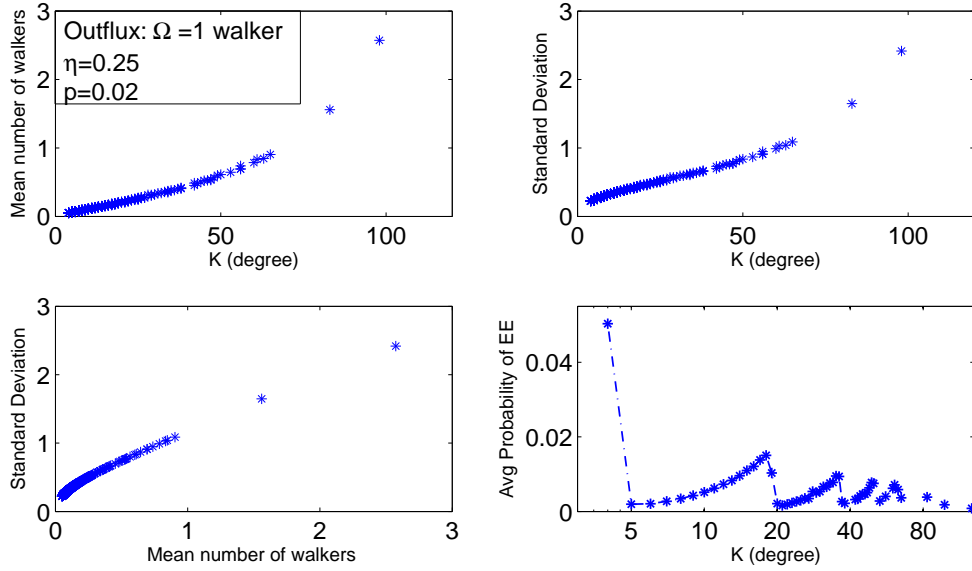 3
2
1
0
Mean number of walkers
Outflux: Ω =1 walker
η=0.25
p=0.02
0 50 100
K (degree)
3
2
1
0
Standard Deviation
0 50 100
K (degree)
3
2
1
0
Standard Deviation
0 1 2 3
Mean number of walkers
0.04
0.02
0
Avg Probability of EE
5 10 20 40 80
K (degree)